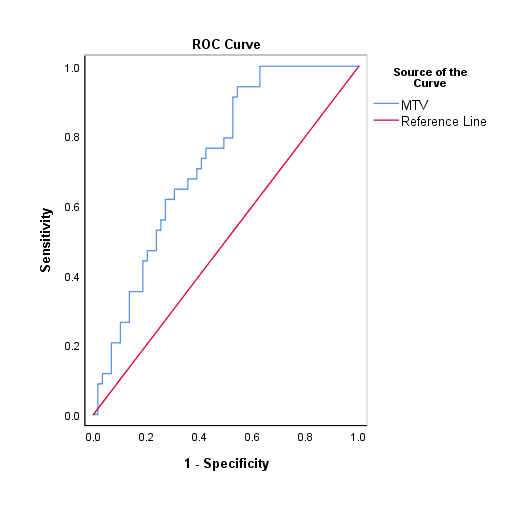 ROC Curve
Source of the
Curve
MTV
Reference Line
Sensitivity
1.0
0.8
0.6
0.4
0.2
0.0
0.0 0.2 0.4 0.6 0.8 1.0
1 - Specificity